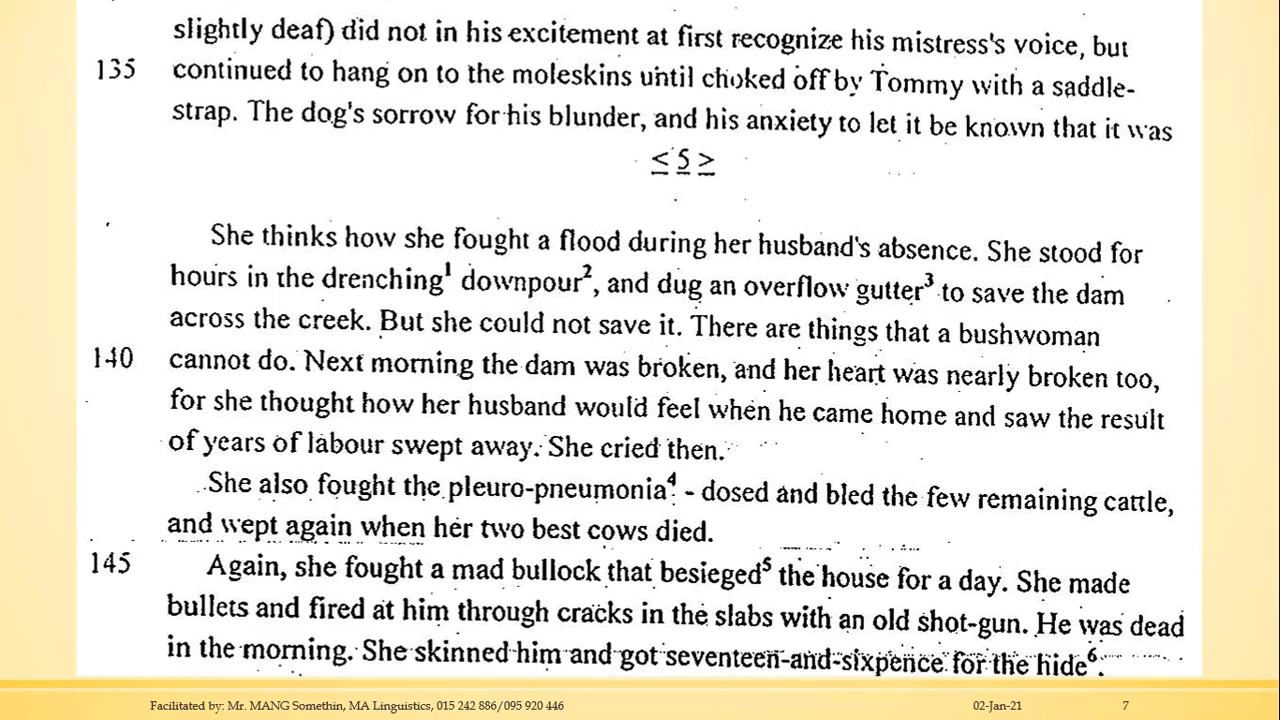 slightly deaf) did not in his excitement at first recognize his mistress's voice, but
135 continued to hang on to the moleskins until choked off by Tommy with a saddle-
strap. The dog's sorrow for his blunder, and his anxiety to let it be known that it was
< 5 >
She thinks how she fought a flood during her husband's absence. She stood for
hours in the drenching¹ downpour², and dug an overflow gutter³ to save the dam
across the creek. But she could not save it. There are things that a bushwoman
140 cannot do. Next morning the dam was broken, and her heart was nearly broken too,
for she thought how her husband would feel when he came home and saw the result
of years of labour swept away. She cried then.
She also fought the pleuro-pneumonia⁴ - dosed and bled the few remaining cattle,
and wept again when her two best cows died.
145 Again, she fought a mad bullock that besieged⁵ the house for a day. She made
bullets and fired at him through cracks in the slabs with an old shot-gun. He was dead
in the morning. She skinned him and got seventeen-and-sixpence for the hide⁶.
Facilitated by: Mr. MANG Somethin, MA Linguistics, 015 242 886/095 920 446 02-Jan-21 7